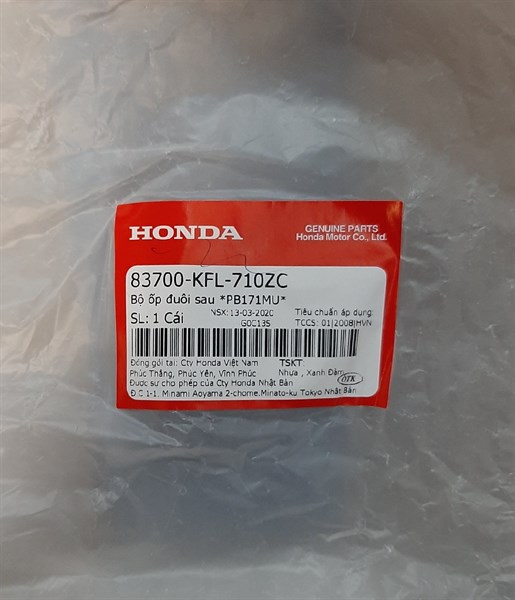 HONDA
GENUINE PARTS
Honda Motor Co., Ltd.
83700-KFL-710ZC
Bộ ốp đuôi sau *PB171MU*
SL: 1 Cái
NSX:13-03-2020
G0C13S
Tiêu chuẩn áp dụng:
TCCS: 01|2008|HVN
Đóng gói tại: Cty Honda Việt Nam
Phúc Thắng, Phúc Yên, Vĩnh Phúc
TSKT
Nhựa , Xanh Đậm
Được sự cho phép của Cty Honda Nhật Bản
Đ.C 1-1. Minami Aoyama 2-chome.Minato-ku Tokyo Nhật Bản
OTK